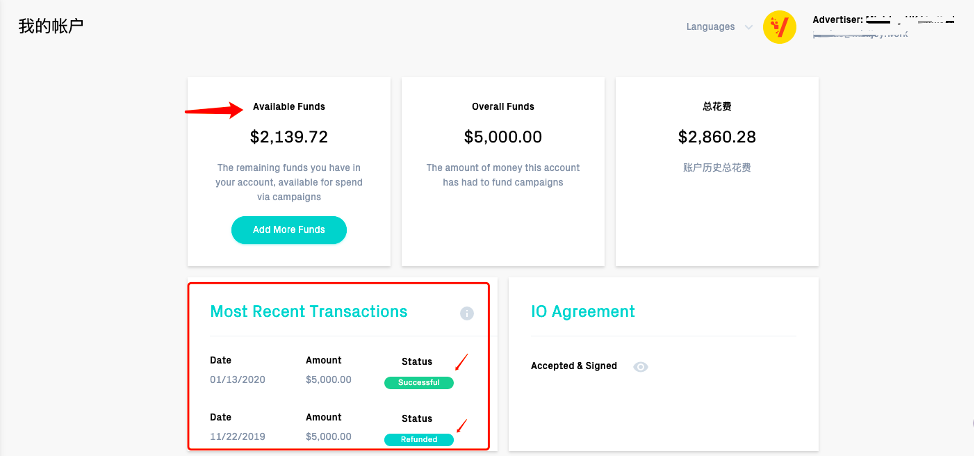 我的帐户
Languages
Advertiser:
Available Funds
$2,139.72
The remaining funds you have in
your account, available for spend
via campaigns
Add More Funds
Overall Funds
$5,000.00
The amount of money this account
has had to fund campaigns
总花费
$2,860.28
账户历史总花费
Most Recent Transactions
Date Amount Status
01/13/2020 $5,000.00 Successful
Date Amount Status
11/22/2019 $5,000.00 Refunded
IO Agreement
Accepted & Signed